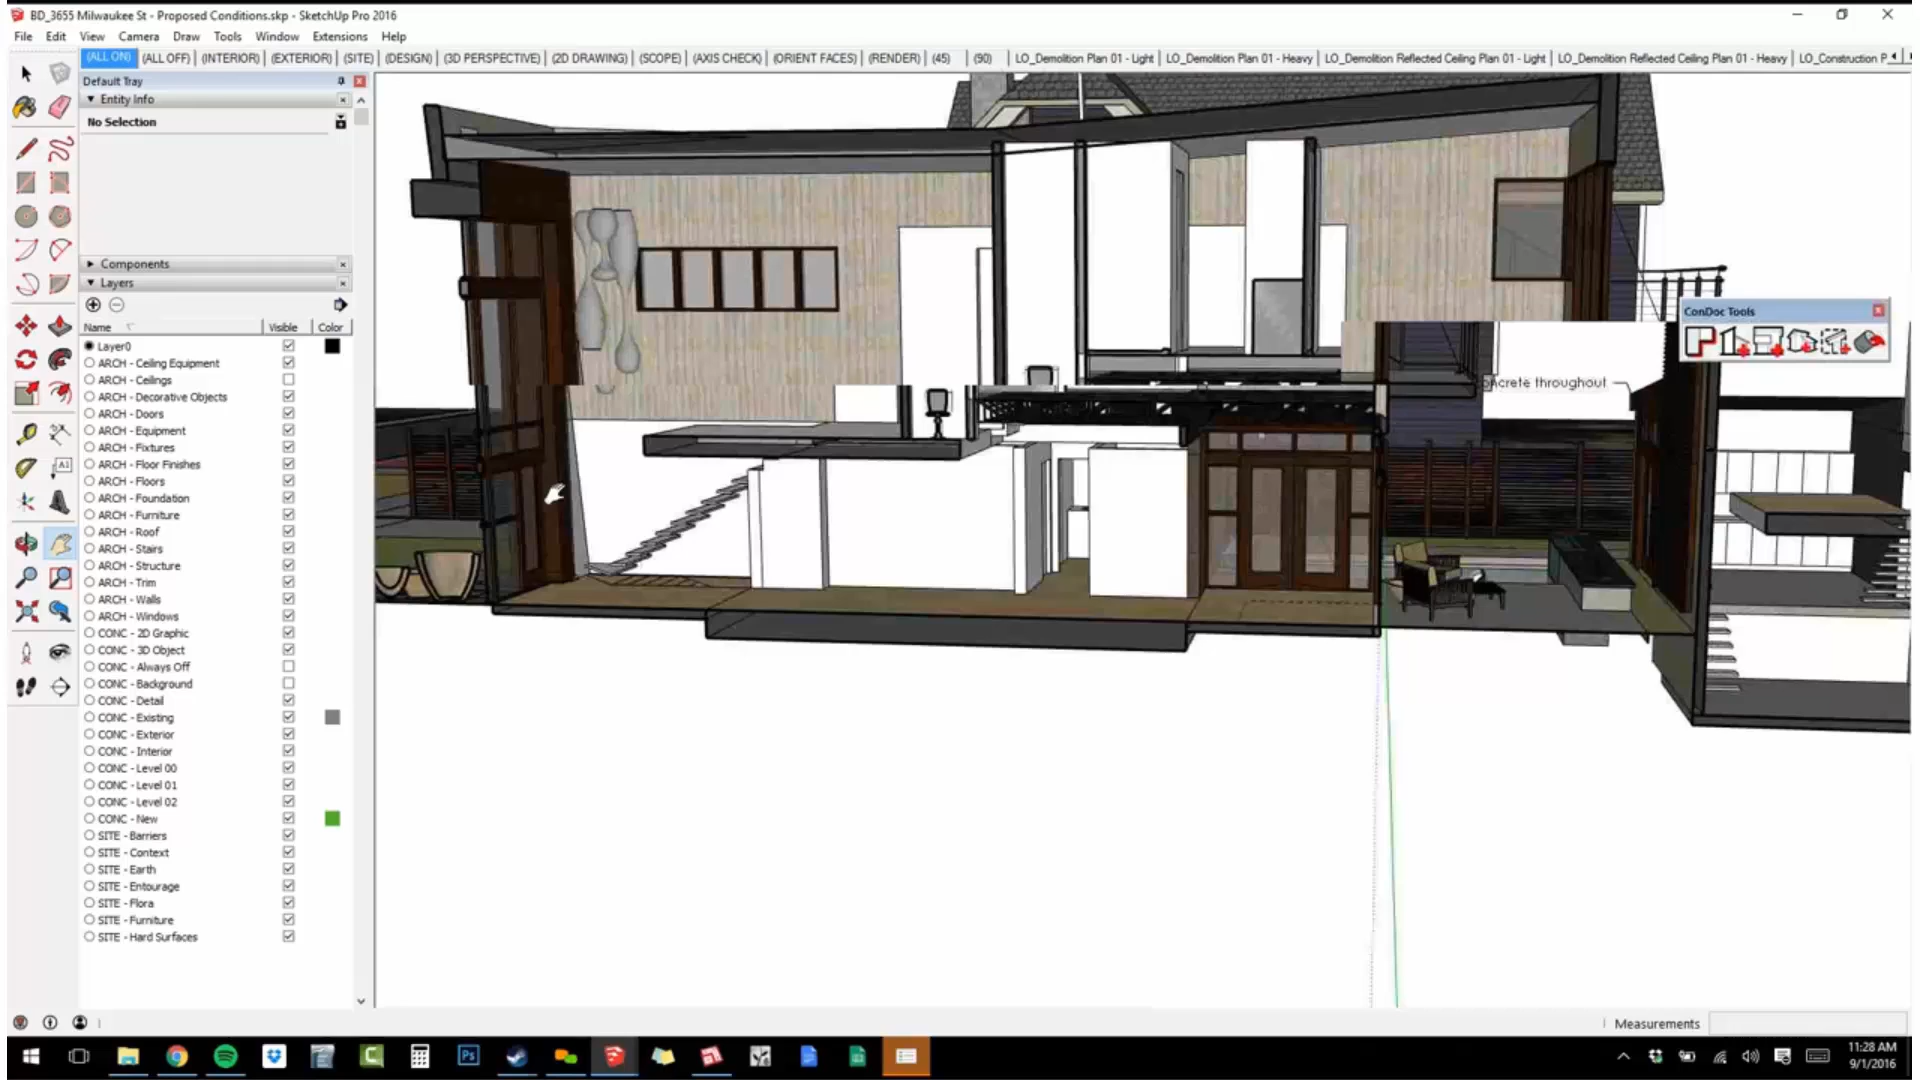 BD_3655 Milwaukee St - Proposed Conditions.skp - SketchUp Pro 2016
File Edit View Camera Draw Tools Window Extensions Help
(ALL ON) (ALL OFF) (INTERIOR) (EXTERIOR) (SITE) (DESIGN) (3D PERSPECTIVE) (2D DRAWING) (SCOPE) (AXIS CHECK) (ORIENT FACES) (RENDER) (45) (90) LO_Demolition Plan 01 - Light LO_Demolition Plan 01 - Heavy LO_Demolition Reflected Ceiling Plan 01 - Light LO_Demolition Reflected Ceiling Plan 01 - Heavy LO_Construction P
Default Tray
Entity Info
No Selection
Components
Layers
Name Visible Color
Layer0
ARCH - Ceiling Equipment
ARCH - Ceilings
ARCH - Decorative Objects
ARCH - Doors
ARCH - Equipment
ARCH - Fixtures
ARCH - Floor Finishes
ARCH - Floors
ARCH - Foundation
ARCH - Furniture
ARCH - Roof
ARCH - Stairs
ARCH - Structure
ARCH - Trim
ARCH - Walls
ARCH - Windows
CONC - 2D Graphic
CONC - 3D Object
CONC - Always Off
CONC - Background
CONC - Detail
CONC - Existing
CONC - Exterior
CONC - Interior
CONC - Level 00
CONC - Level 01
CONC - Level 02
CONC - New
SITE - Barriers
SITE - Context
SITE - Earth
SITE - Entourage
SITE - Flora
SITE - Furniture
SITE - Hard Surfaces
ConDoc Tools
oncrete throughout
Measurements
Ps
11:28 AM
9/1/2016